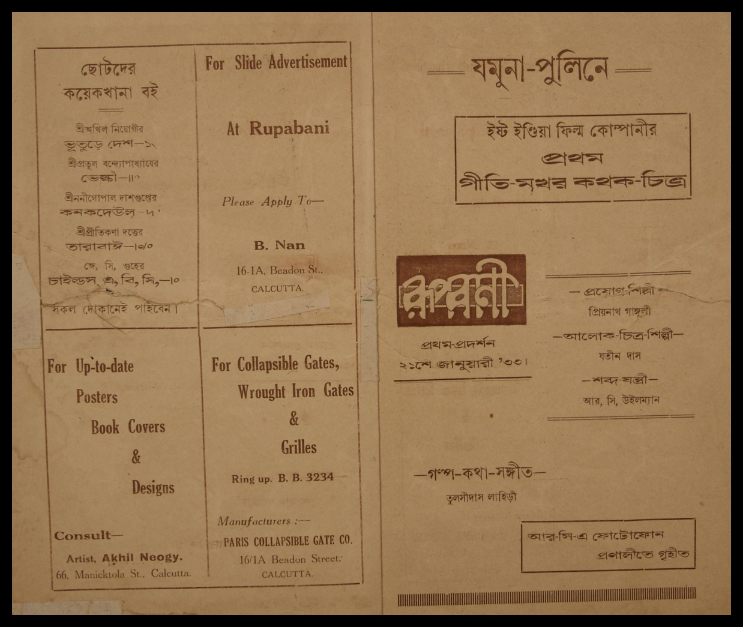 ছোটদের
কয়েকখানা বই
শ্রীঅখিল নিয়োগীর
ভূতুড়ে দেশ—১৲
শ্রীপ্রতুল বন্দ্যোপাধ্যায়ের
ভেল্কী—॥০
শ্রীননীগোপাল দাশগুপ্তের
কনকদেউল
শ্রীপ্রীতিকণা দত্তের
তারাবাঈ—।৵০
জে, সি, গুহের
চাইল্ডস এ, বি, সি,—।০
সকল দোকানেই পাইবেন।
For Slide Advertisement
At Rupabani
Please Apply To—
B. Nan
16-1A, Beadon St.,
CALCUTTA.
For Up-to-date
Posters
Book Covers
&
Designs
Consult—
Artist, Akhil Neogy.
66, Manicktola St., Calcutta.
For Collapsible Gates,
Wrought Iron Gates
&
Grilles
Ring up. B. B. 3234
Manufacturers :—
PARIS COLLAPSIBLE GATE CO.
16/1A Beadon Street.
CALCUTTA.
—যমুনা-পুলিনে—
ইষ্ট ইণ্ডিয়া ফিল্ম কোম্পানীর
প্রথম
গীতি-মুখর কথক-চিত্র
রূপবাণী
প্রথম-প্রদর্শন
২১শে জানুয়ারী '৩৩।
—প্রয়োগ-শিল্পী—
প্রিয়নাথ গাঙ্গুলী
—আলোক-চিত্র-শিল্পী—
যতীন দাস
—শব্দ যন্ত্রী—
আর, সি, উইলম্যান
—গল্প-কথা-সঙ্গীত—
তুলসীদাস লাহিড়ী
আর-সি-এ ফোটোফোন
প্রণালীতে গৃহীত